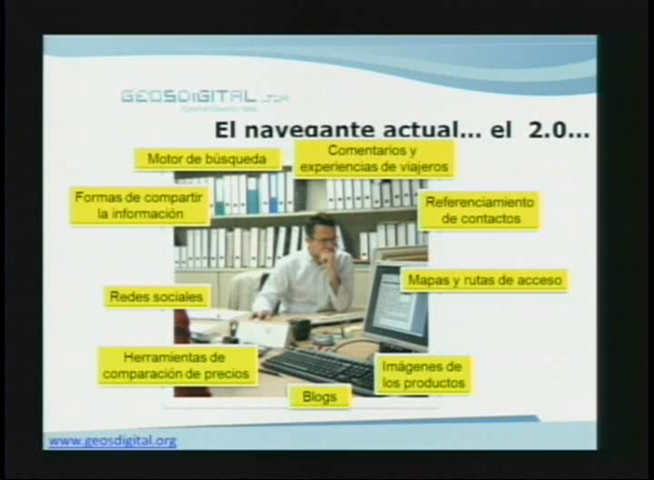 GEOSDIGITAL
El navegante actual... el 2.0...
Motor de búsqueda
Comentarios y
experiencias de viajeros
Formas de compartir
la información
Referenciamiento
de contactos
Mapas y rutas de acceso
Redes sociales
Herramientas de
comparación de precios
Imágenes de
los productos
Blogs
www.geosdigital.org